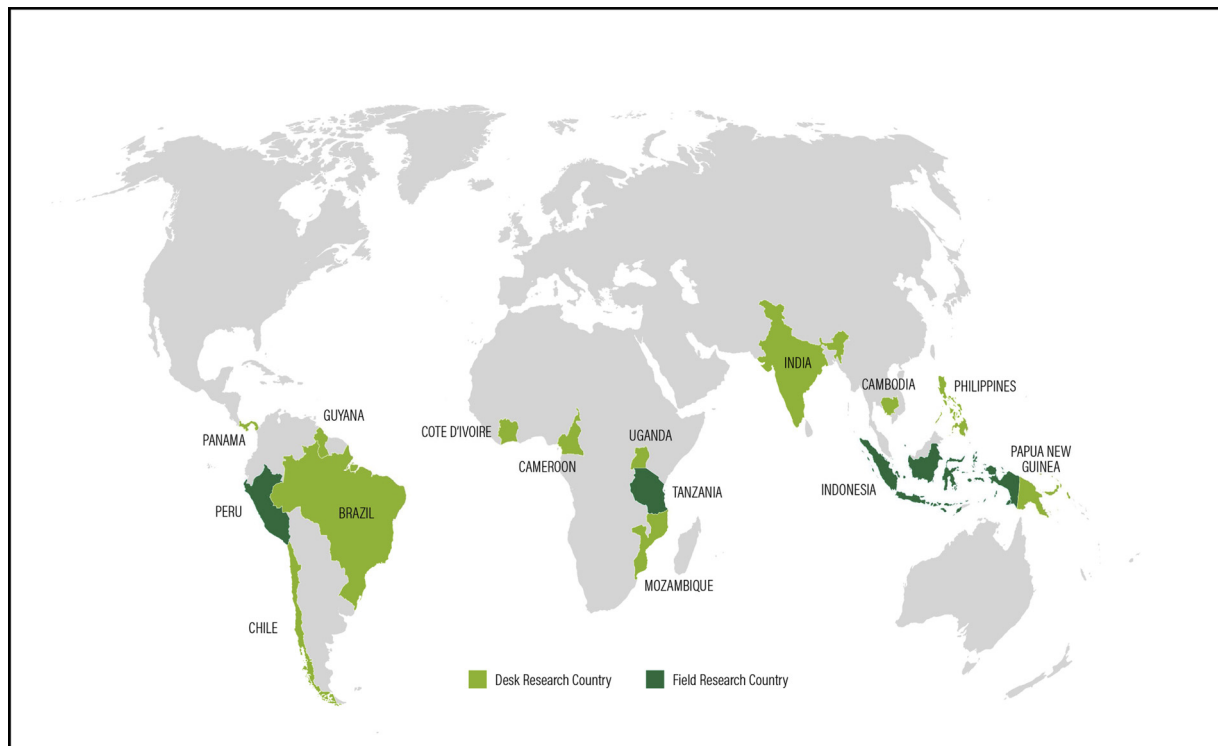 INDIA
CAMBODIA
PHILIPPINES
GUYANA
PANAMA
COTE D'IVOIRE
UGANDA
CAMEROON
PAPUA NEW
GUINEA
TANZANIA
INDONESIA
PERU
BRAZIL
MOZAMBIQUE
CHILE
Desk Research Country
Field Research Country